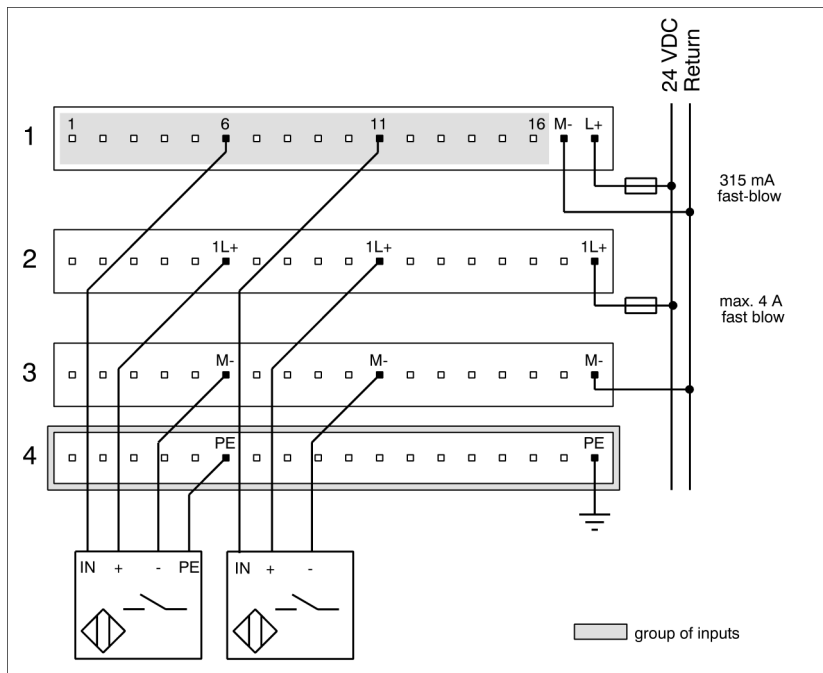 24 VDC
Return
1
1 6 11 16 M- L+
315 mA
fast-blow
2
1L+ 1L+ 1L+
max. 4 A
fast blow
3
M- M- M-
4
PE PE
IN + - PE
IN + -
group of inputs